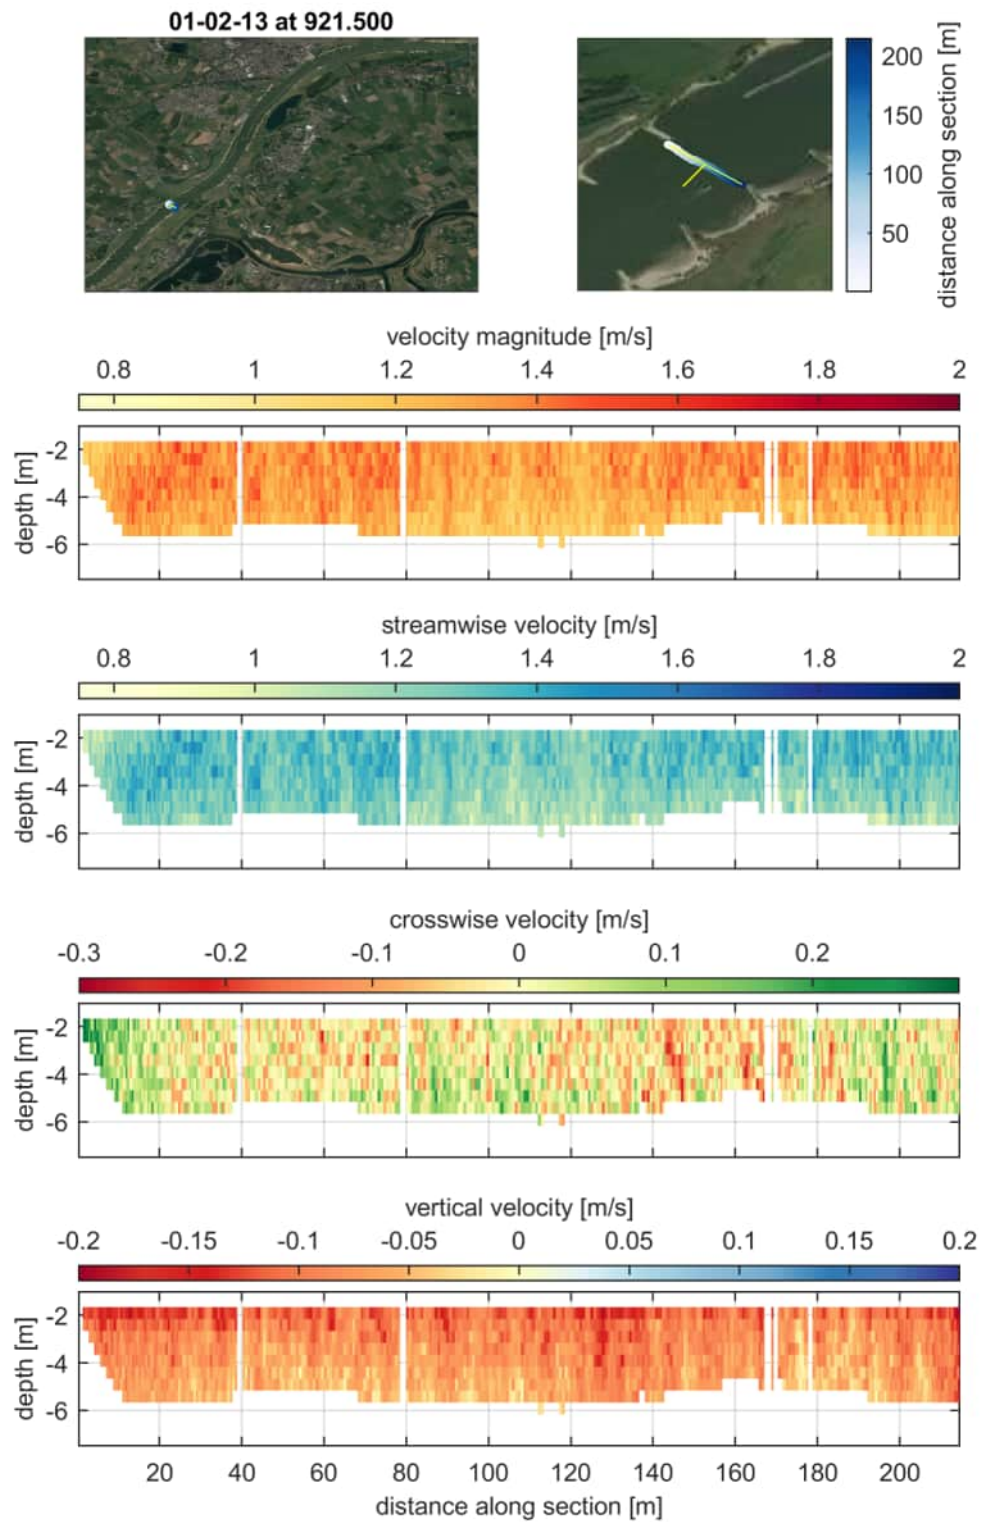 01-02-13 at 921.500
200
150
100
50
distance along section [m]
velocity magnitude [m/s]
0.8 1 1.2 1.4 1.6 1.8 2
-2
-4
-6
depth [m]
streamwise velocity [m/s]
0.8 1 1.2 1.4 1.6 1.8 2
-2
-4
-6
depth [m]
crosswise velocity [m/s]
-0.3 -0.2 -0.1 0 0.1 0.2
-2
-4
-6
depth [m]
vertical velocity [m/s]
-0.2 -0.15 -0.1 -0.05 0 0.05 0.1 0.15 0.2
-2
-4
-6
depth [m]
20 40 60 80 100 120 140 160 180 200
distance along section [m]